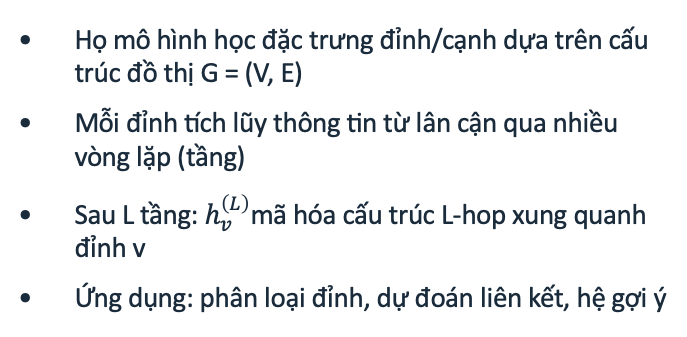 • Họ mô hình học đặc trưng đỉnh/cạnh dựa trên cấu
trúc đồ thị G = (V, E)
• Mỗi đỉnh tích lũy thông tin từ lân cận qua nhiều
vòng lặp (tầng)
• Sau L tầng: h_v^{(L)} mã hóa cấu trúc L-hop xung quanh
đỉnh v
• Ứng dụng: phân loại đỉnh, dự đoán liên kết, hệ gợi ý